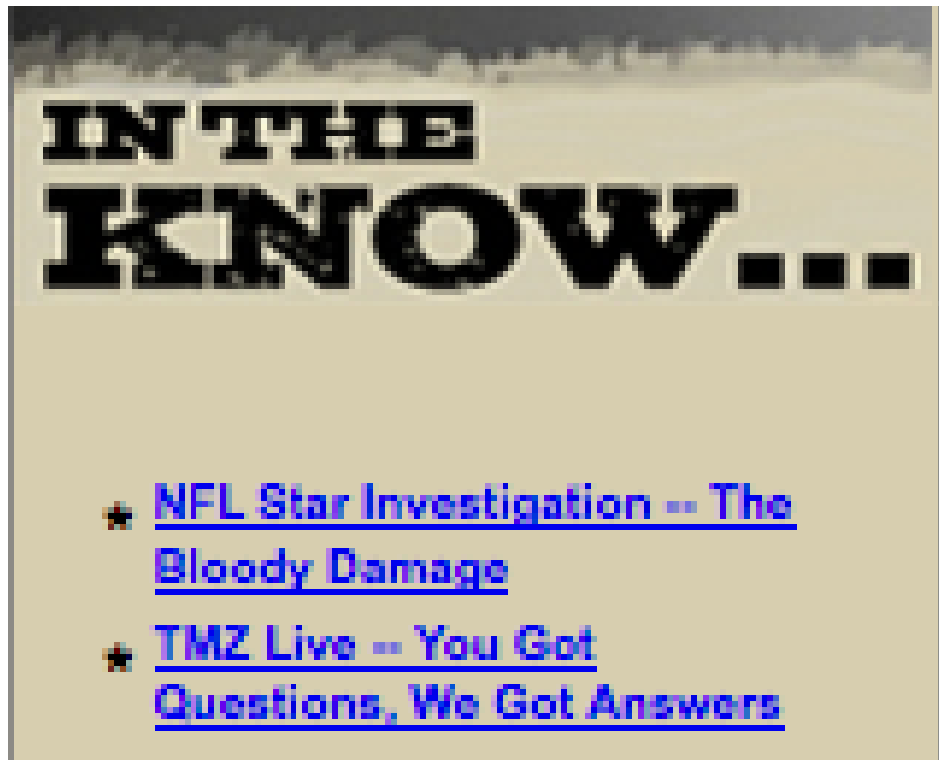 IN THE
KNOW...
* NFL Star Investigation -- The
Bloody Damage
* TMZ Live -- You Got
Questions, We Got Answers